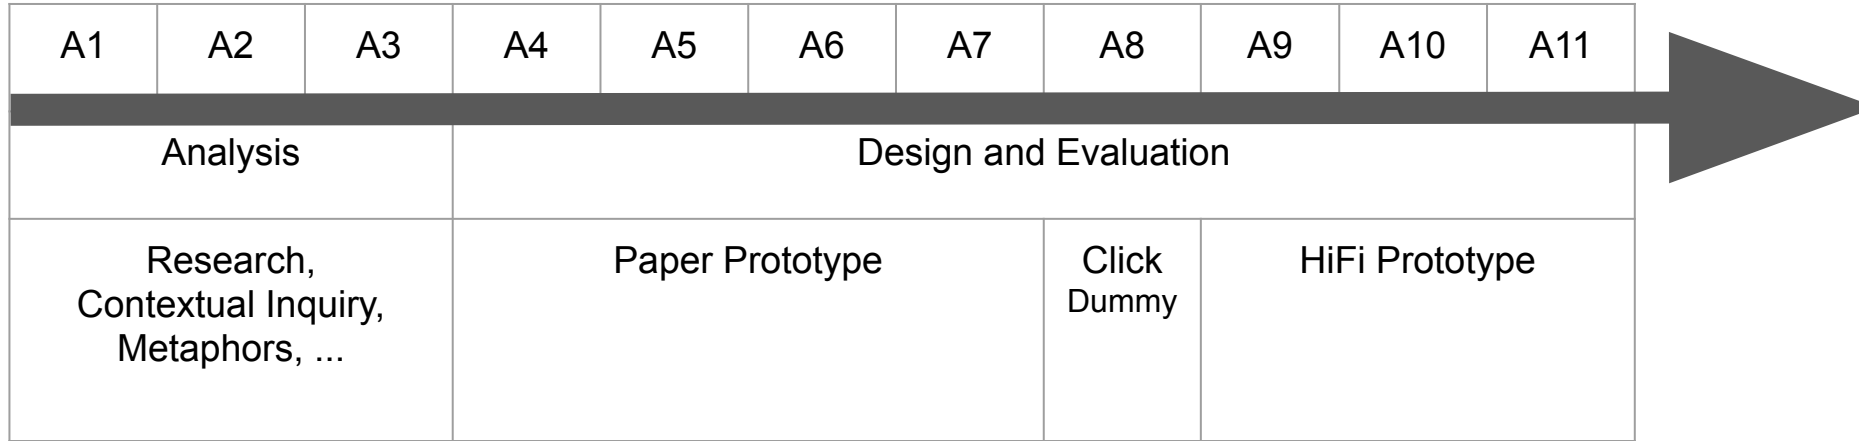 A1 A2 A3 A4 A5 A6 A7 A8 A9 A10 A11
Analysis Design and Evaluation
Research,
Contextual Inquiry,
Metaphors, ...
Paper Prototype
Click
Dummy
HiFi Prototype